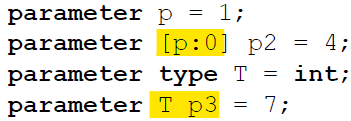 parameter p = 1;
parameter [p:0] p2 = 4;
parameter type T = int;
parameter T p3 = 7;